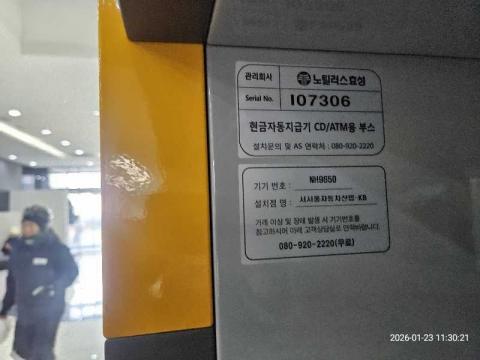 관리회사 노틸러스효성
Serial No. I07306
현금자동지급기 CD/ATM용 부스
설치문의 및 AS 연락처 : 080-920-2220
기기 번호 : NH9650
설치점 명 : 서서울자동차산업-KB
거래 이상 및 장애 발생 시 기기번호를
참고하시어 아래 고객상담실로 연락바랍니다.
080-920-2220(무료)
2026-01-23 11:30:21